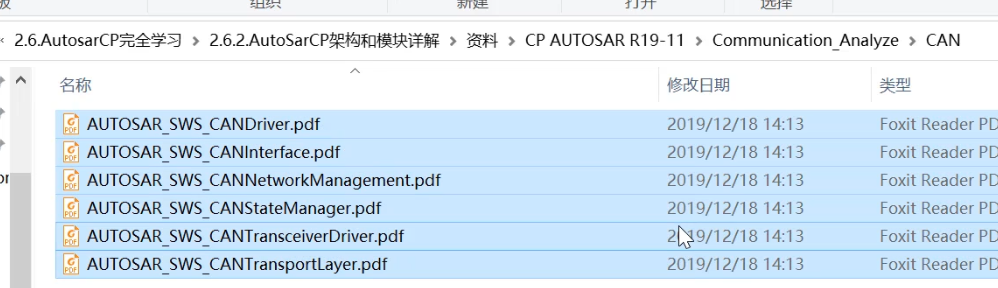 组织 新建 打开 选择
2.6.AutosarCP完全学习 > 2.6.2.AutoSarCP架构和模块详解 > 资料 > CP AUTOSAR R19-11 > Communication_Analyze > CAN
名称 修改日期 类型
AUTOSAR_SWS_CANDriver.pdf 2019/12/18 14:13 Foxit Reader PD
AUTOSAR_SWS_CANInterface.pdf 2019/12/18 14:13 Foxit Reader PD
AUTOSAR_SWS_CANNetworkManagement.pdf 2019/12/18 14:13 Foxit Reader PD
AUTOSAR_SWS_CANStateManager.pdf 2019/12/18 14:13 Foxit Reader PD
AUTOSAR_SWS_CANTransceiverDriver.pdf 2019/12/18 14:13 Foxit Reader PD
AUTOSAR_SWS_CANTransportLayer.pdf 2019/12/18 14:13 Foxit Reader PD